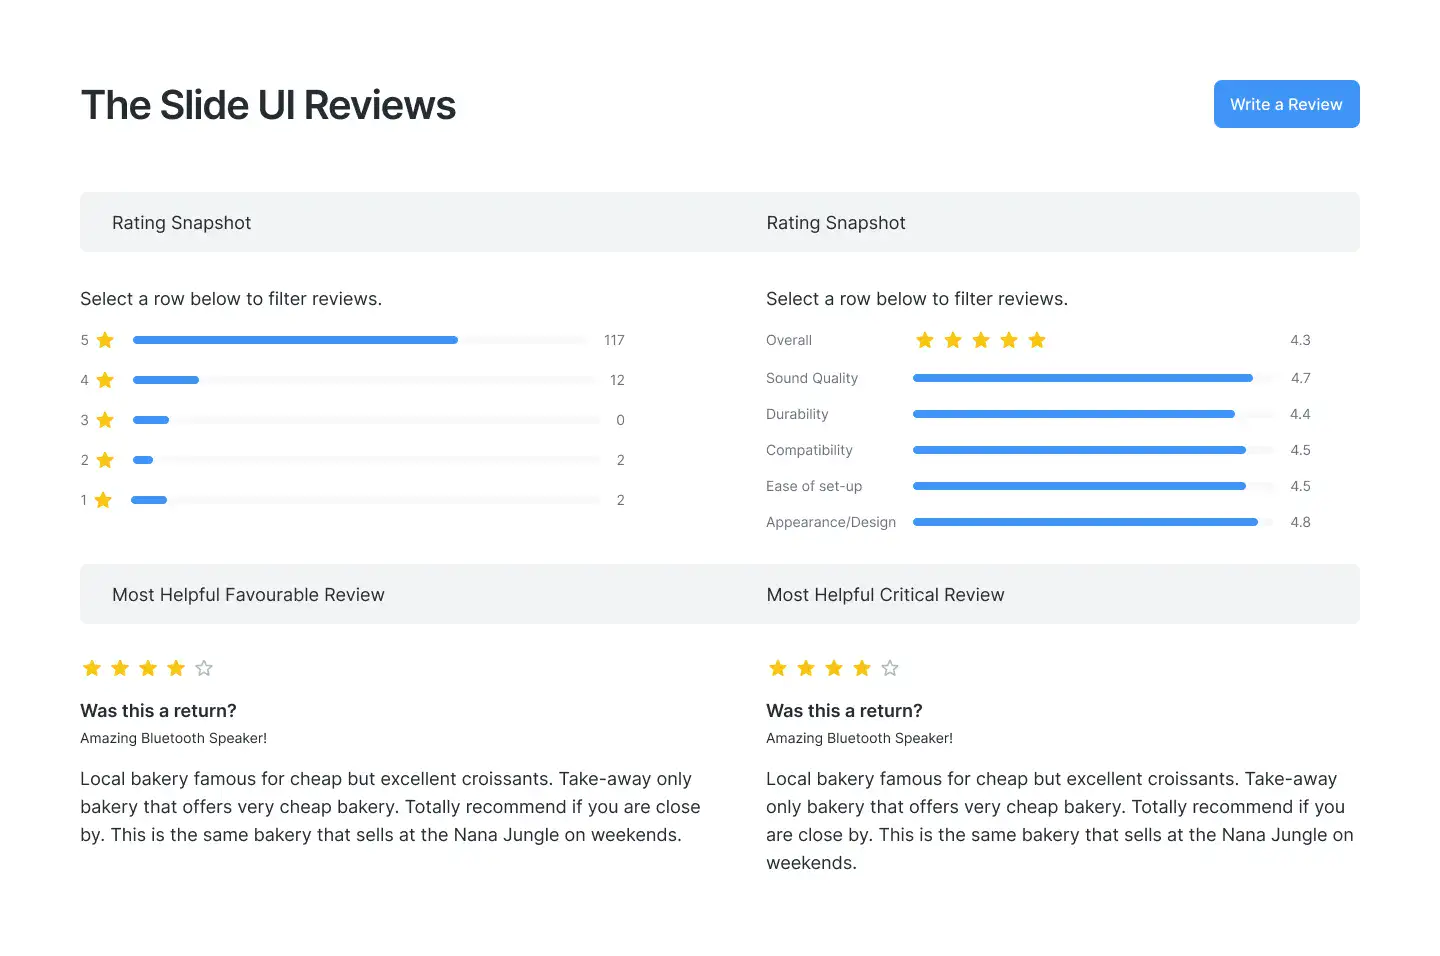 The Slide UI Reviews
Write a Review
Rating Snapshot
Rating Snapshot
Select a row below to filter reviews.
5 117
4 12
3 0
2 2
1 2
Select a row below to filter reviews.
Overall 4.3
Sound Quality 4.7
Durability 4.4
Compatibility 4.5
Ease of set-up 4.5
Appearance/Design 4.8
Most Helpful Favourable Review
Most Helpful Critical Review
Was this a return?
Amazing Bluetooth Speaker!
Local bakery famous for cheap but excellent croissants. Take-away only
bakery that offers very cheap bakery. Totally recommend if you are close
by. This is the same bakery that sells at the Nana Jungle on weekends.
Was this a return?
Amazing Bluetooth Speaker!
Local bakery famous for cheap but excellent croissants. Take-away
only bakery that offers very cheap bakery. Totally recommend if you
are close by. This is the same bakery that sells at the Nana Jungle on
weekends.